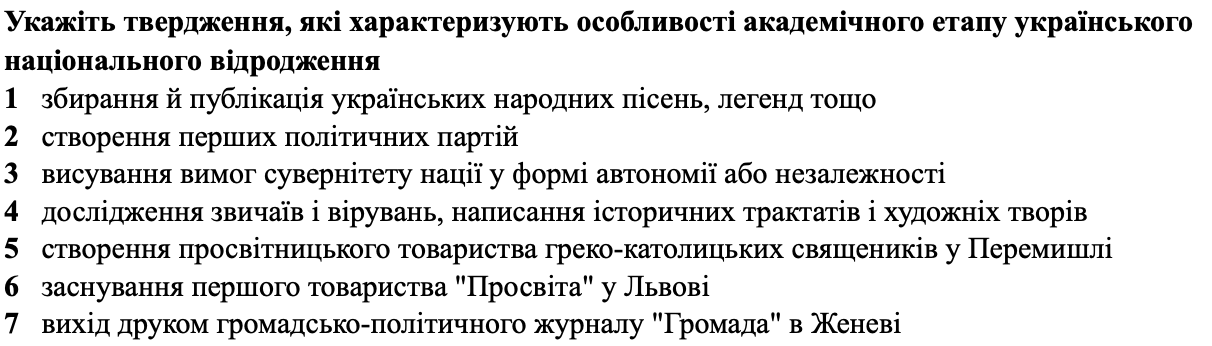 Укажіть твердження, які характеризують особливості академічного етапу українського
національного відродження
1 збирання й публікація українських народних пісень, легенд тощо
2 створення перших політичних партій
3 висування вимог сувернітету нації у формі автономії або незалежності
4 дослідження звичаїв і вірувань, написання історичних трактатів і художніх творів
5 створення просвітницького товариства греко-католицьких священиків у Перемишлі
6 заснування першого товариства "Просвіта" у Львові
7 вихід друком громадсько-політичного журналу "Громада" в Женеві